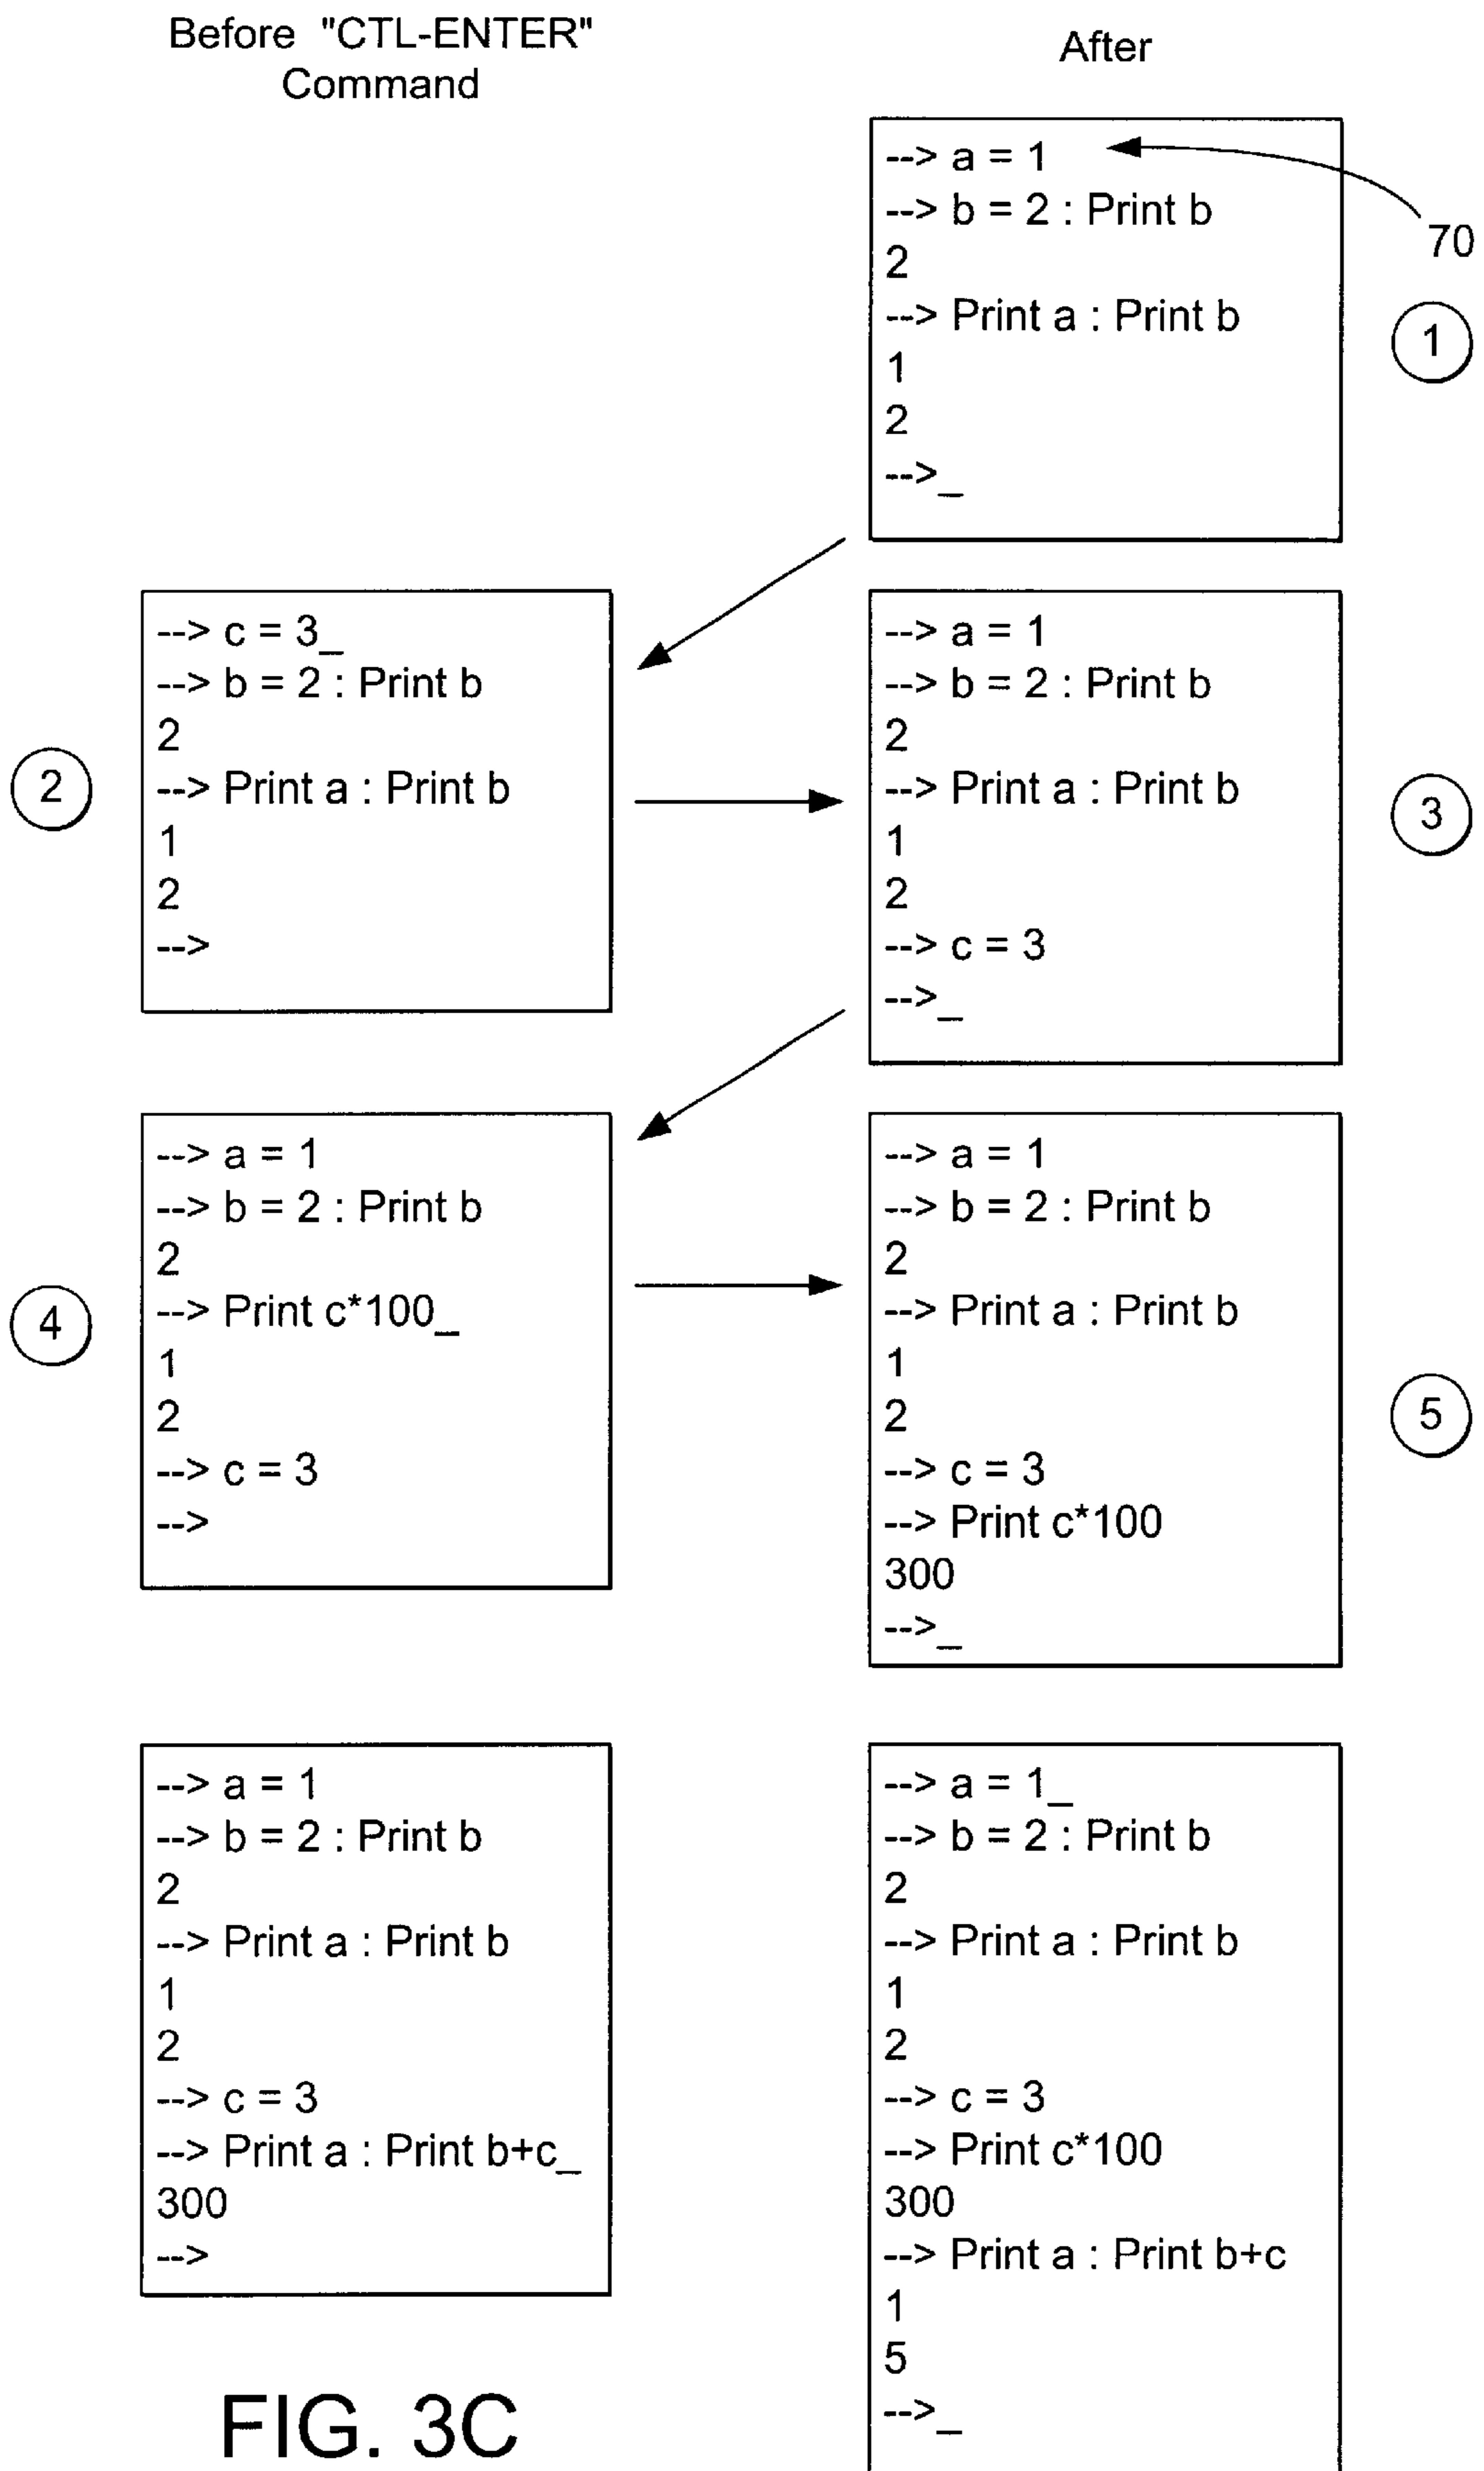 Before "CTL-ENTER"
Command
After
--> a = 1
--> b = 2 : Print b
2
--> Print a : Print b
1
2
-->_
70
1
--> c = 3_
--> b = 2 : Print b
2
--> Print a : Print b
1
2
-->
2
--> a = 1
--> b = 2 : Print b
2
--> Print a : Print b
1
2
--> c = 3
-->_
3
--> a = 1
--> b = 2 : Print b
2
--> Print c*100_
1
2
--> c = 3
-->
4
--> a = 1
--> b = 2 : Print b
2
--> Print a : Print b
1
2
--> c = 3
--> Print c*100
300
-->_
5
--> a = 1
--> b = 2 : Print b
2
--> Print a : Print b
1
2
--> c = 3
--> Print a : Print b+c_
300
-->
--> a = 1_
--> b = 2 : Print b
2
--> Print a : Print b
1
2
--> c = 3
--> Print c*100
300
--> Print a : Print b+c
1
5
-->_
FIG. 3C